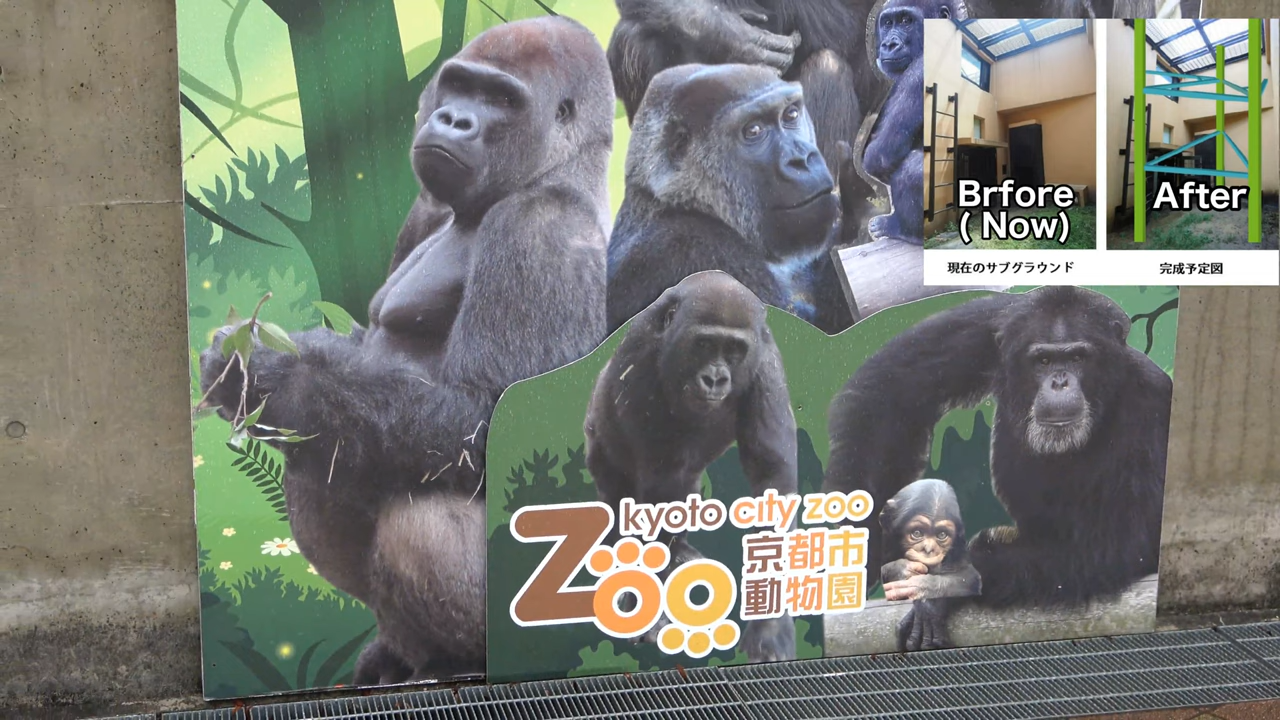 Brfore
( Now)
After
現在のサブグラウンド
完成予定図
kyoto city zoo
ZOO
京都市
動物園